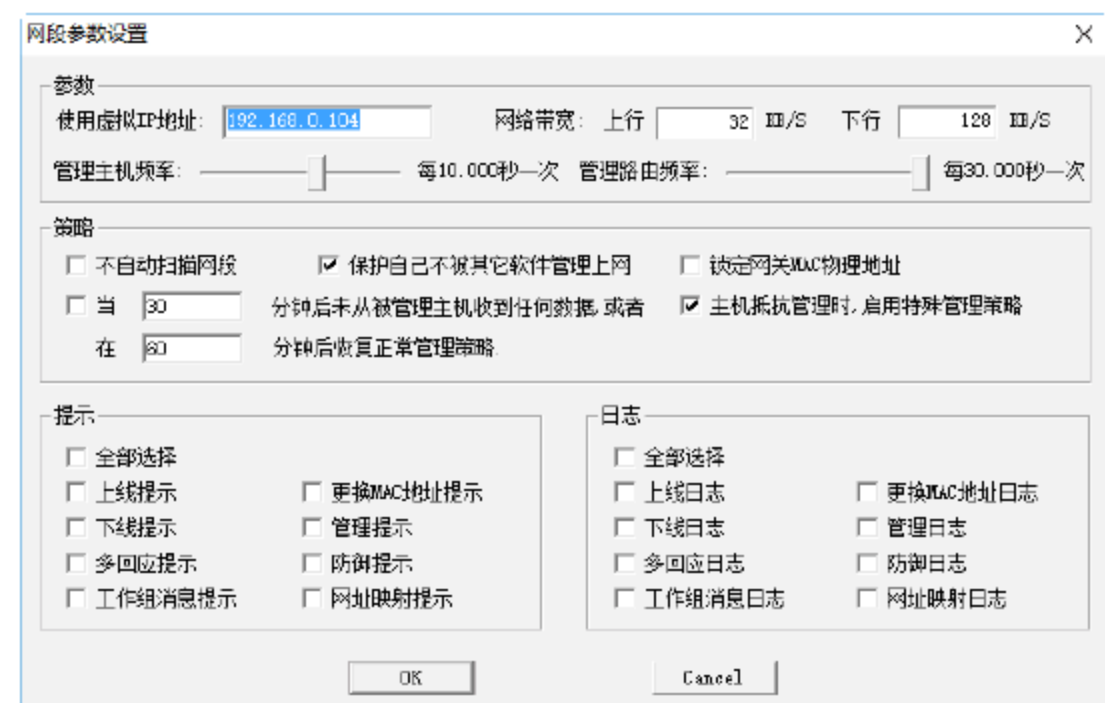 网段参数设置
参数
使用虚拟IP地址: 192.168.0.104 网络带宽: 上行 32 KB/S 下行 128 KB/S
管理主机频率: 每10.000秒一次 管理路由频率: 每30.000秒一次
策略
不自动扫描网段 保护自己不被其它软件管理上网 锁定网关MAC物理地址
当 30 分钟后未从被管理主机收到任何数据,或者 主机抵抗管理时,启用特殊管理策略
在 60 分钟后恢复正常管理策略.
提示
全部选择
上线提示 更换MAC地址提示
下线提示 管理提示
多回应提示 防御提示
工作组消息提示 网址映射提示
日志
全部选择
上线日志 更换MAC地址日志
下线日志 管理日志
多回应日志 防御日志
工作组消息日志 网址映射日志
OK Cancel